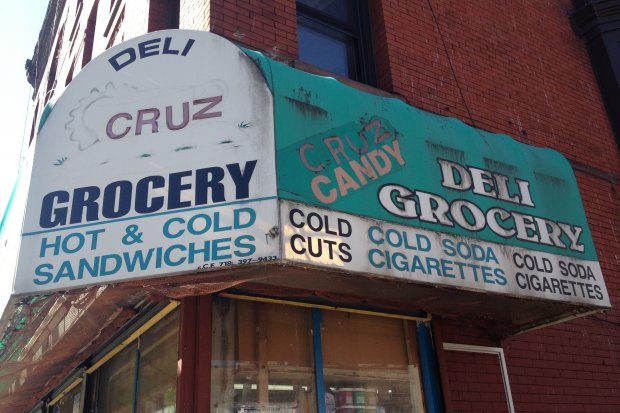 DELI
CRUZ
GROCERY
HOT & COLD
SANDWICHES
CRUZ
CANDY
DELI
GROCERY
COLD
CUTS
COLD SODA
CIGARETTES
COLD SODA
CIGARETTES